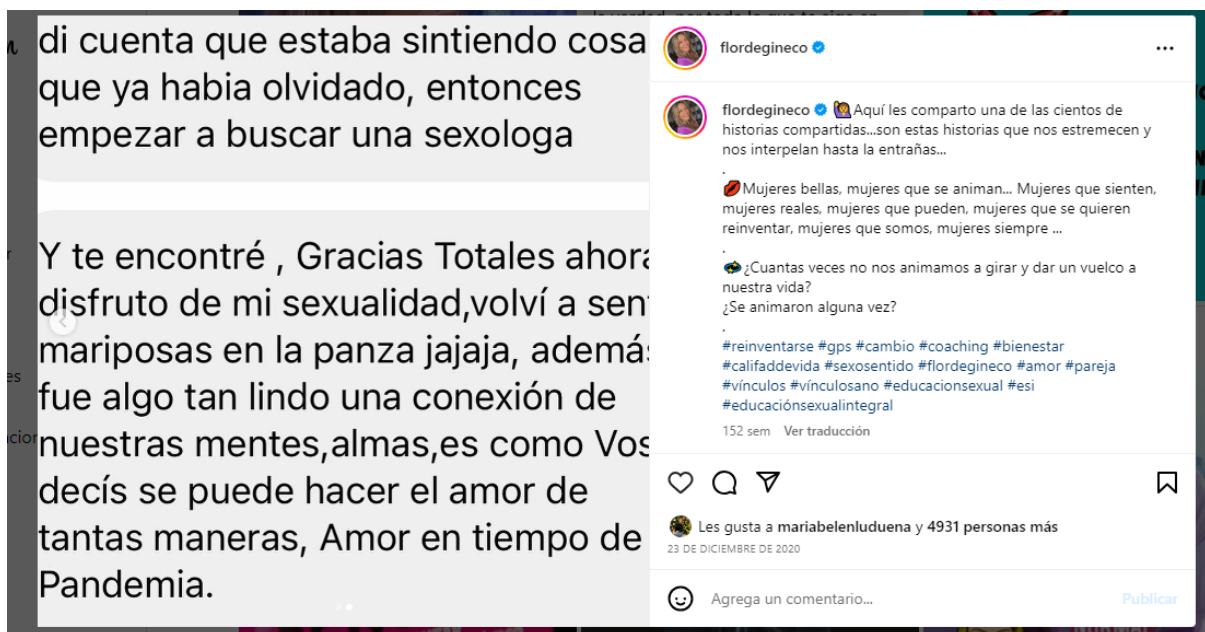 di cuenta que estaba sintiendo cosa
que ya habia olvidado, entonces
empezar a buscar una sexologa
Y te encontré , Gracias Totales ahora
disfruto de mi sexualidad,volví a sen
mariposas en la panza jajaja, además
fue algo tan lindo una conexión de
nuestras mentes,almas,es como Vos
decís se puede hacer el amor de
tantas maneras, Amor en tiempo de
Pandemia.
flordegineco
flordegineco 🙋‍♀️Aquí les comparto una de las cientos de
historias compartidas...son estas historias que nos estremecen y
nos interpelan hasta la entrañas...
.
💋Mujeres bellas, mujeres que se animan... Mujeres que sienten,
mujeres reales, mujeres que pueden, mujeres que se quieren
reinventar, mujeres que somos, mujeres siempre ...
.
¿Cuantas veces no nos animamos a girar y dar un vuelco a
nuestra vida?
¿Se animaron alguna vez?
.
#reinventarse #gps #cambio #coaching #bienestar
#califaddevida #sexosentido #flordegineco #amor #pareja
#vínculos #vínculosano #educacionsexual #esi
#educaciónsexualintegral
152 sem Ver traducción
Les gusta a mariabelenluduena y 4931 personas más
23 DE DICIEMBRE DE 2020
Agrega un comentario...
Publicar